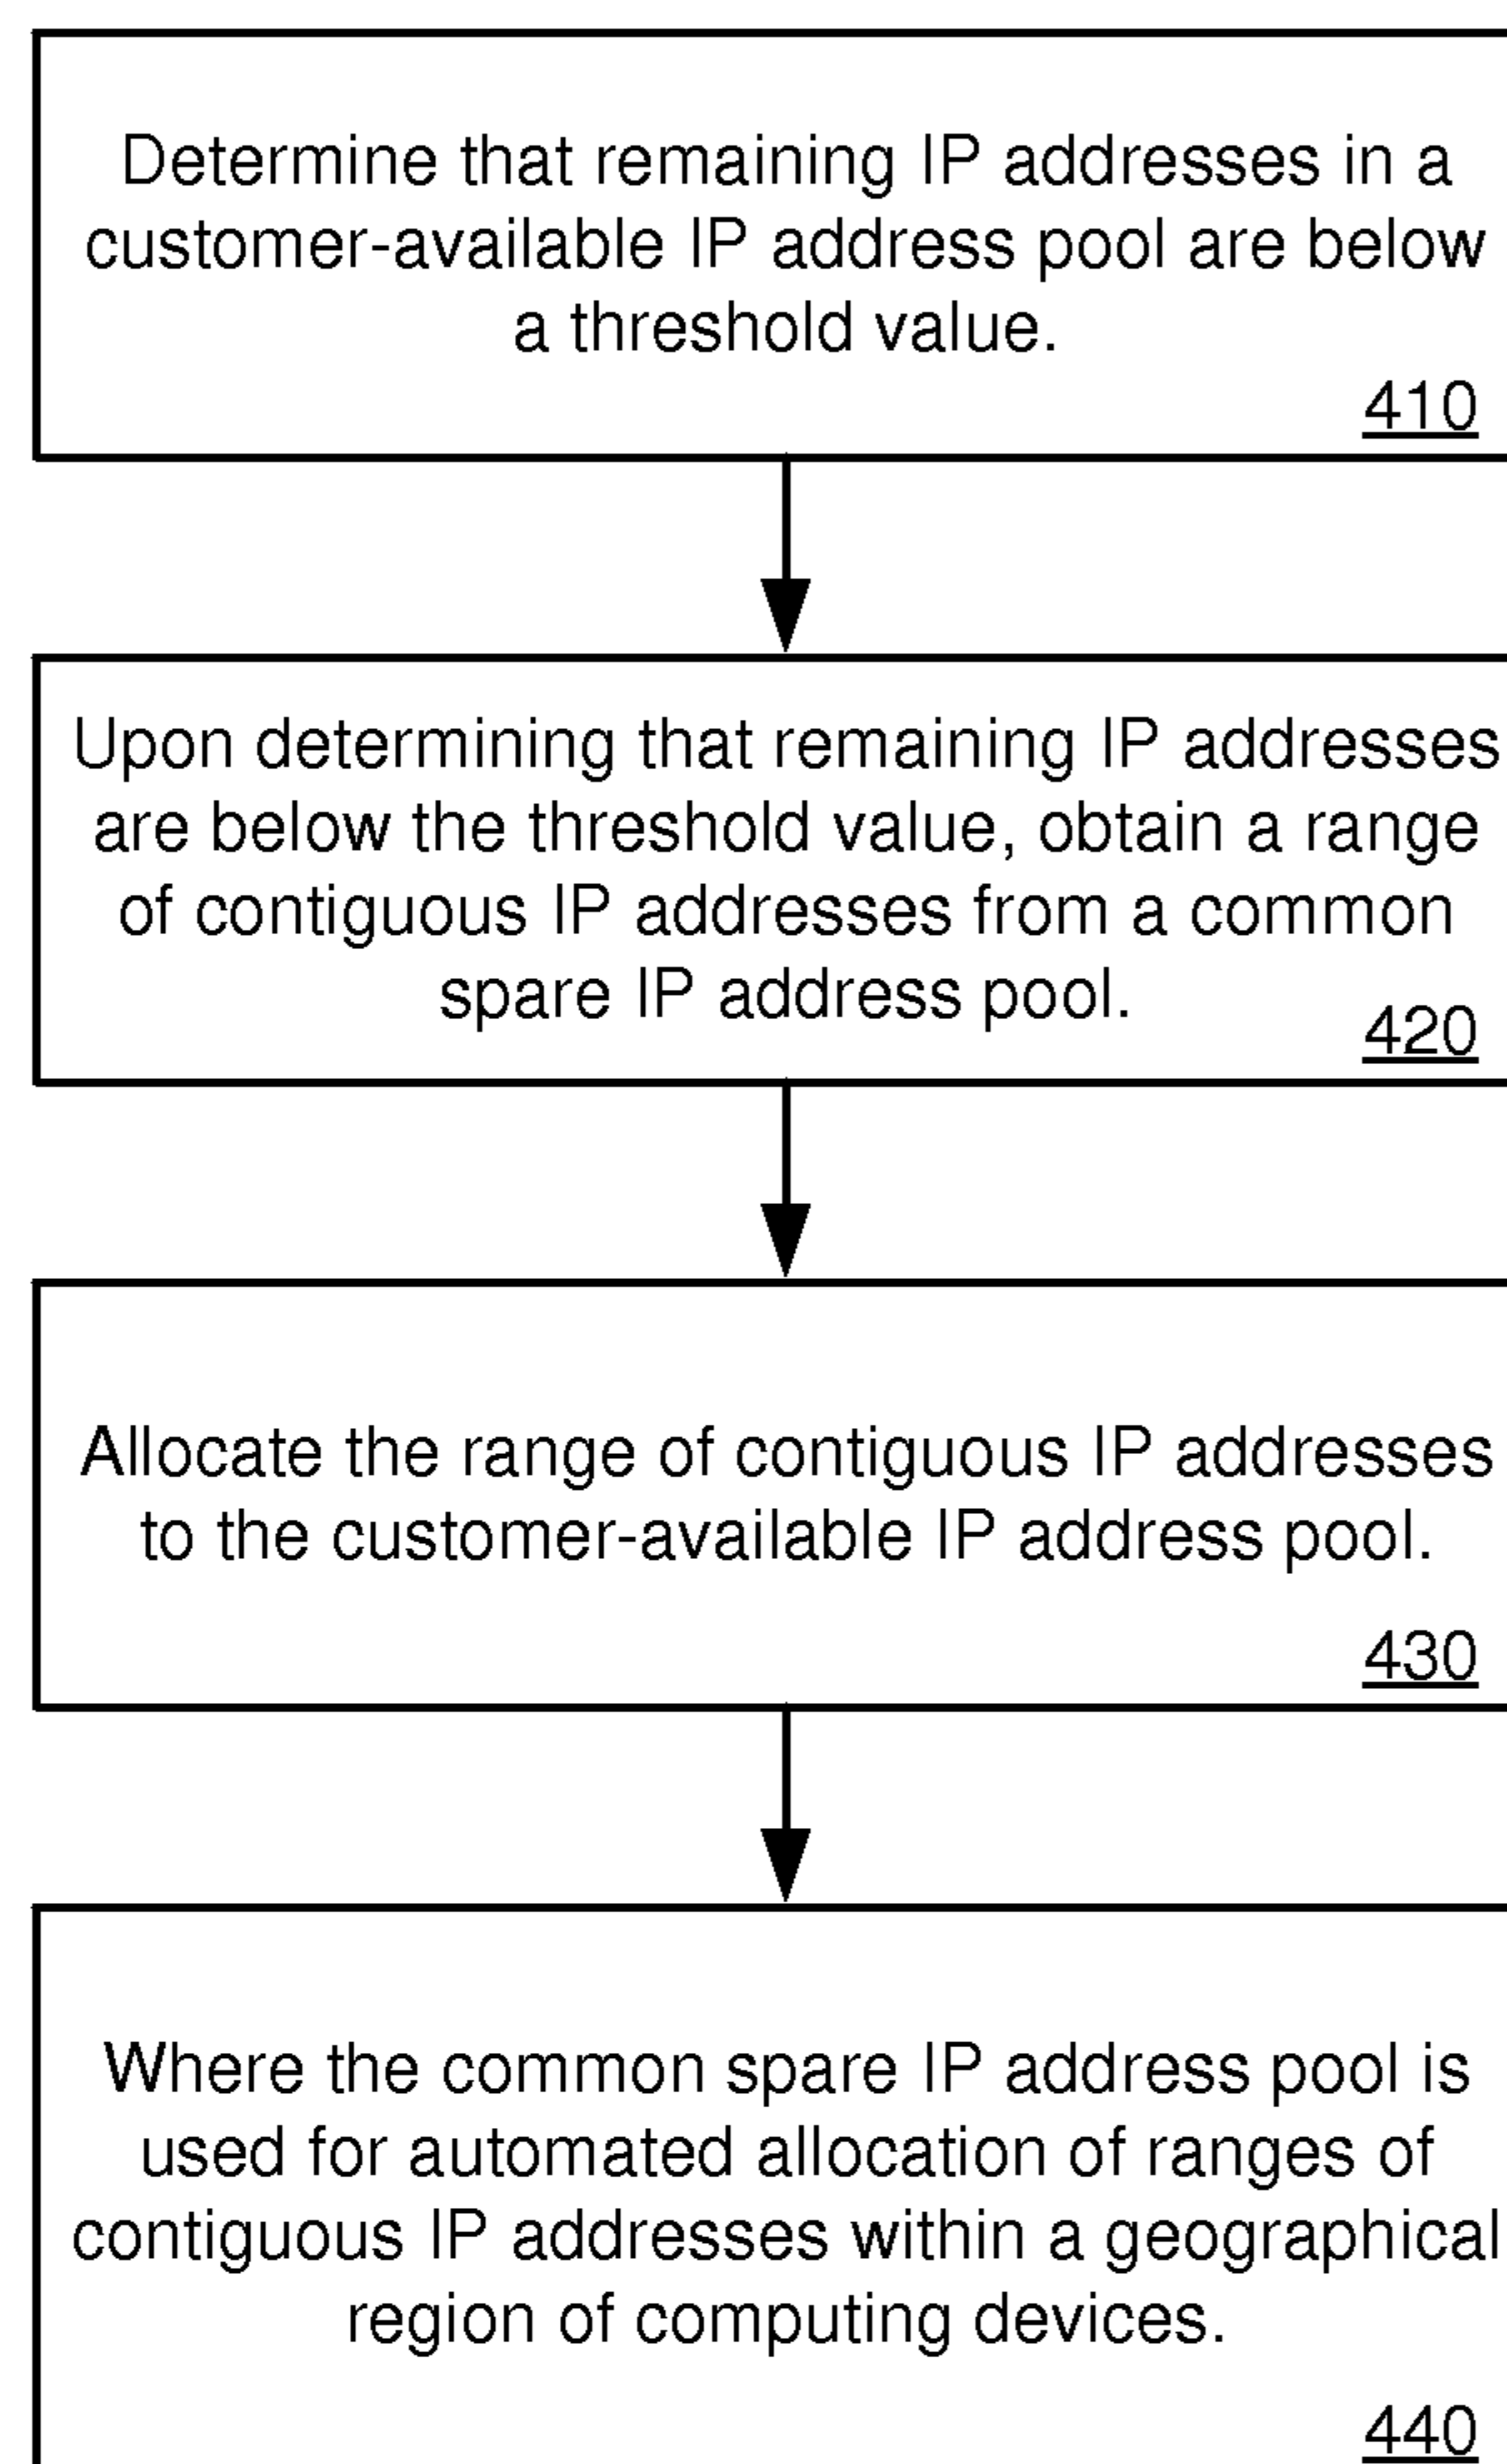 Determine that remaining IP addresses in a
customer-available IP address pool are below
a threshold value.
410
Upon determining that remaining IP addresses
are below the threshold value, obtain a range
of contiguous IP addresses from a common
spare IP address pool.
420
Allocate the range of contiguous IP addresses
to the customer-available IP address pool.
430
Where the common spare IP address pool is
used for automated allocation of ranges of
contiguous IP addresses within a geographical
region of computing devices.
440